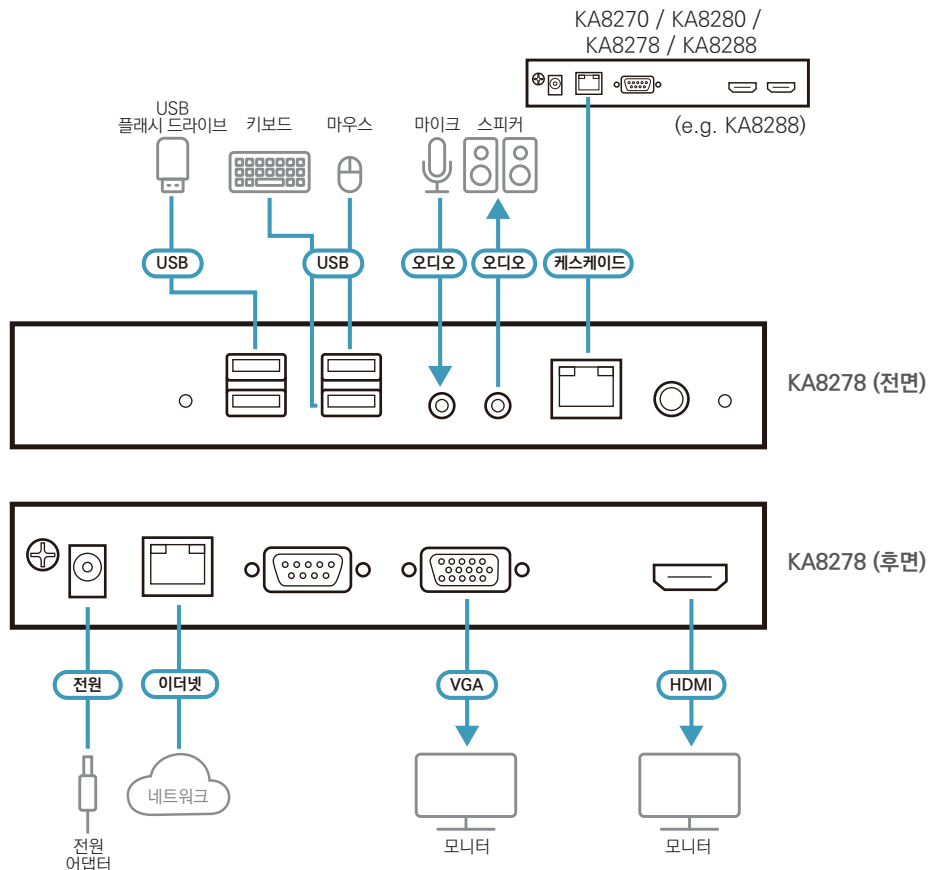 KA8270 / KA8280 /
KA8278 / KA8288
(e.g. KA8288)
USB
플래시 드라이브
키보드
마우스
마이크
스피커
USB
USB
오디오
오디오
케스케이드
KA8278 (전면)
KA8278 (후면)
전원
이더넷
VGA
HDMI
네트워크
전원
어댑터
모니터
모니터